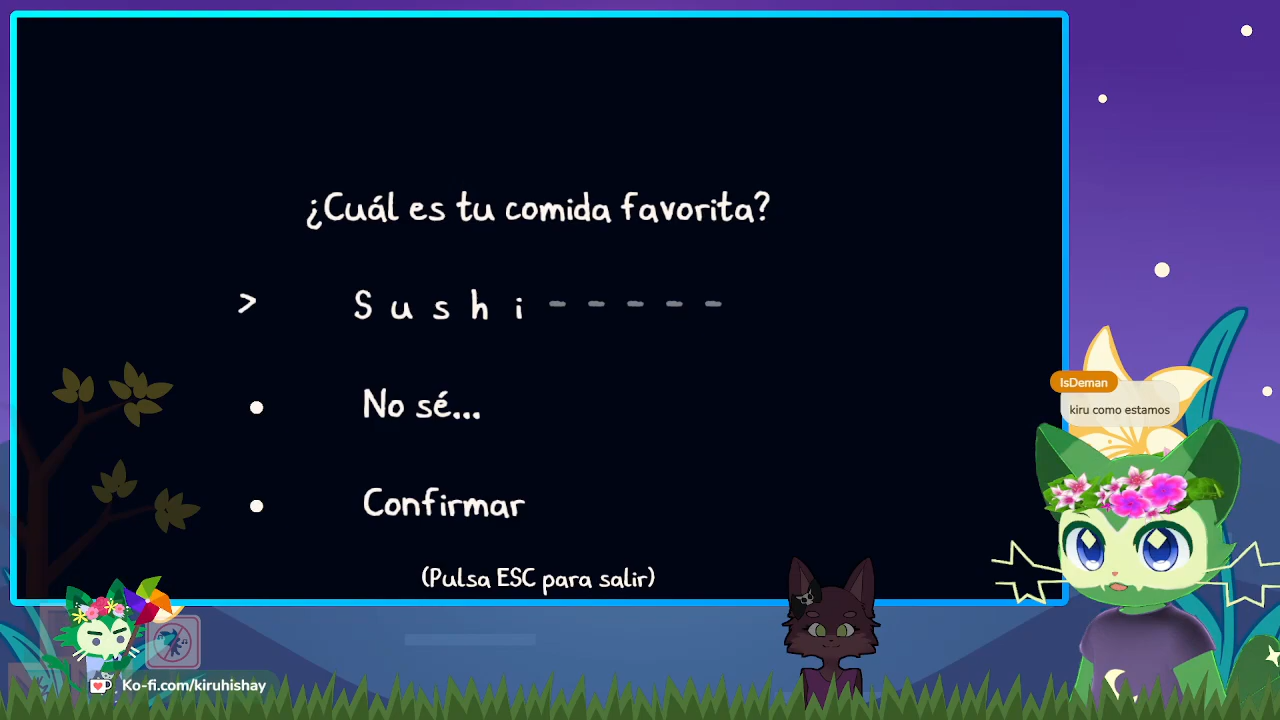 ¿Cuál es tu comida favorita?
> Sushi - - - - -
No sé...
Confirmar
(Pulsa ESC para salir)
IsDeman
kiru como estamos
Ko-fi.com/kiruhishay